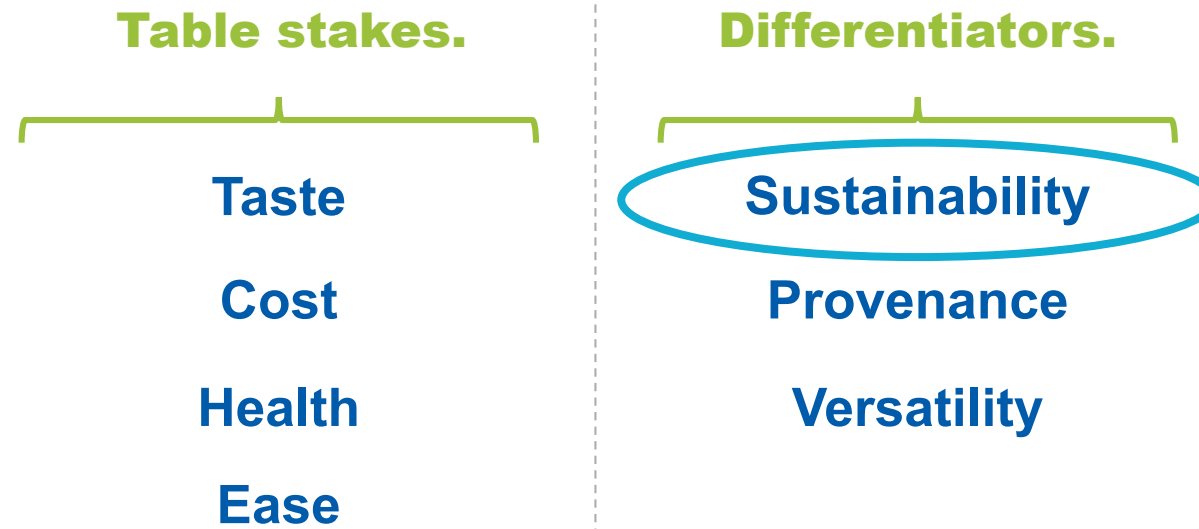 Table stakes.
Taste
Cost
Health
Ease
Differentiators.
Sustainability
Provenance
Versatility